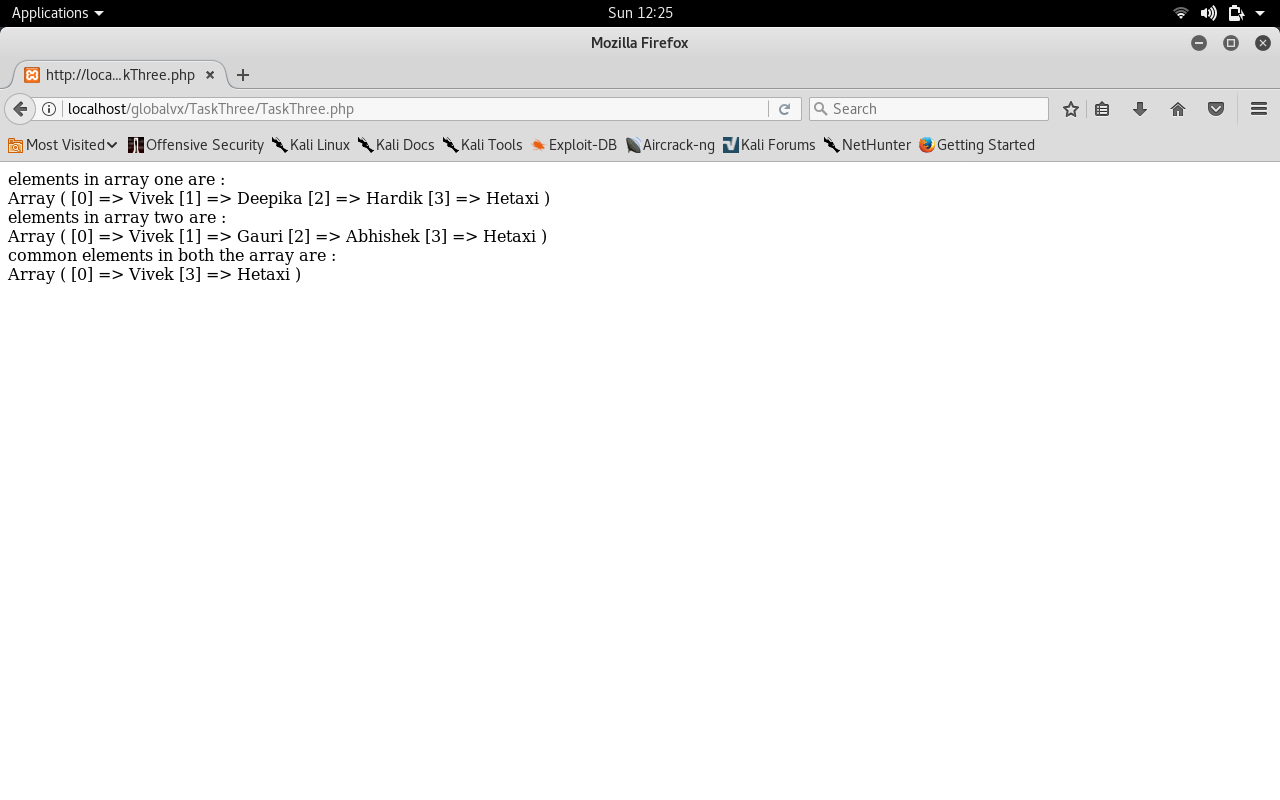 Applications
Sun 12:25
Mozilla Firefox
http://loca...kThree.php
localhost/globalvx/TaskThree/TaskThree.php
Search
Most Visited Offensive Security Kali Linux Kali Docs Kali Tools Exploit-DB Aircrack-ng Kali Forums NetHunter Getting Started
elements in array one are :
Array ( [0] => Vivek [1] => Deepika [2] => Hardik [3] => Hetaxi )
elements in array two are :
Array ( [0] => Vivek [1] => Gauri [2] => Abhishek [3] => Hetaxi )
common elements in both the array are :
Array ( [0] => Vivek [3] => Hetaxi )